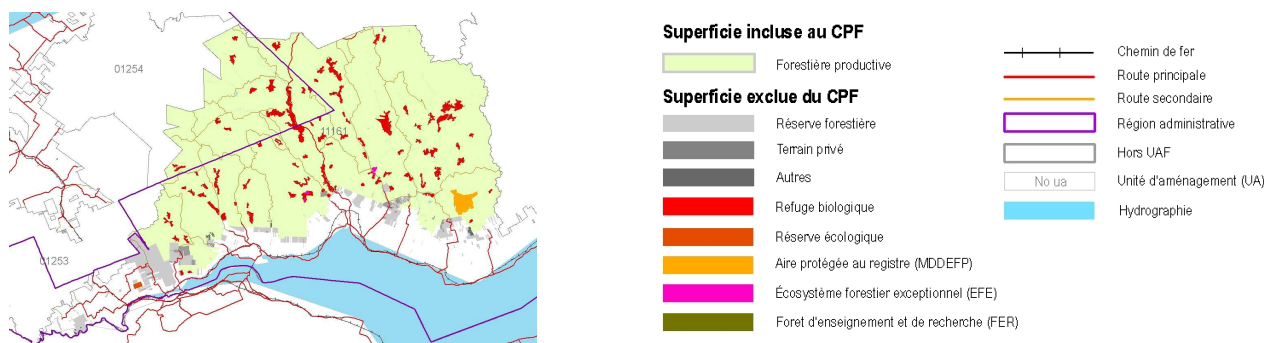 01254
11161
01253
Superficie incluse au CPF
Forestière productive
Superficie exclue du CPF
Réserve forestière
Terrain privé
Autres
Refuge biologique
Réserve écologique
Aire protégée au registre (MDDEFP)
Écosystème forestier exceptionnel (EFE)
Foret d'enseignement et de recherche (FER)
Chemin de fer
Route principale
Route secondaire
Région administrative
Hors UAF
No ua
Unité d'aménagement (UA)
Hydrographie